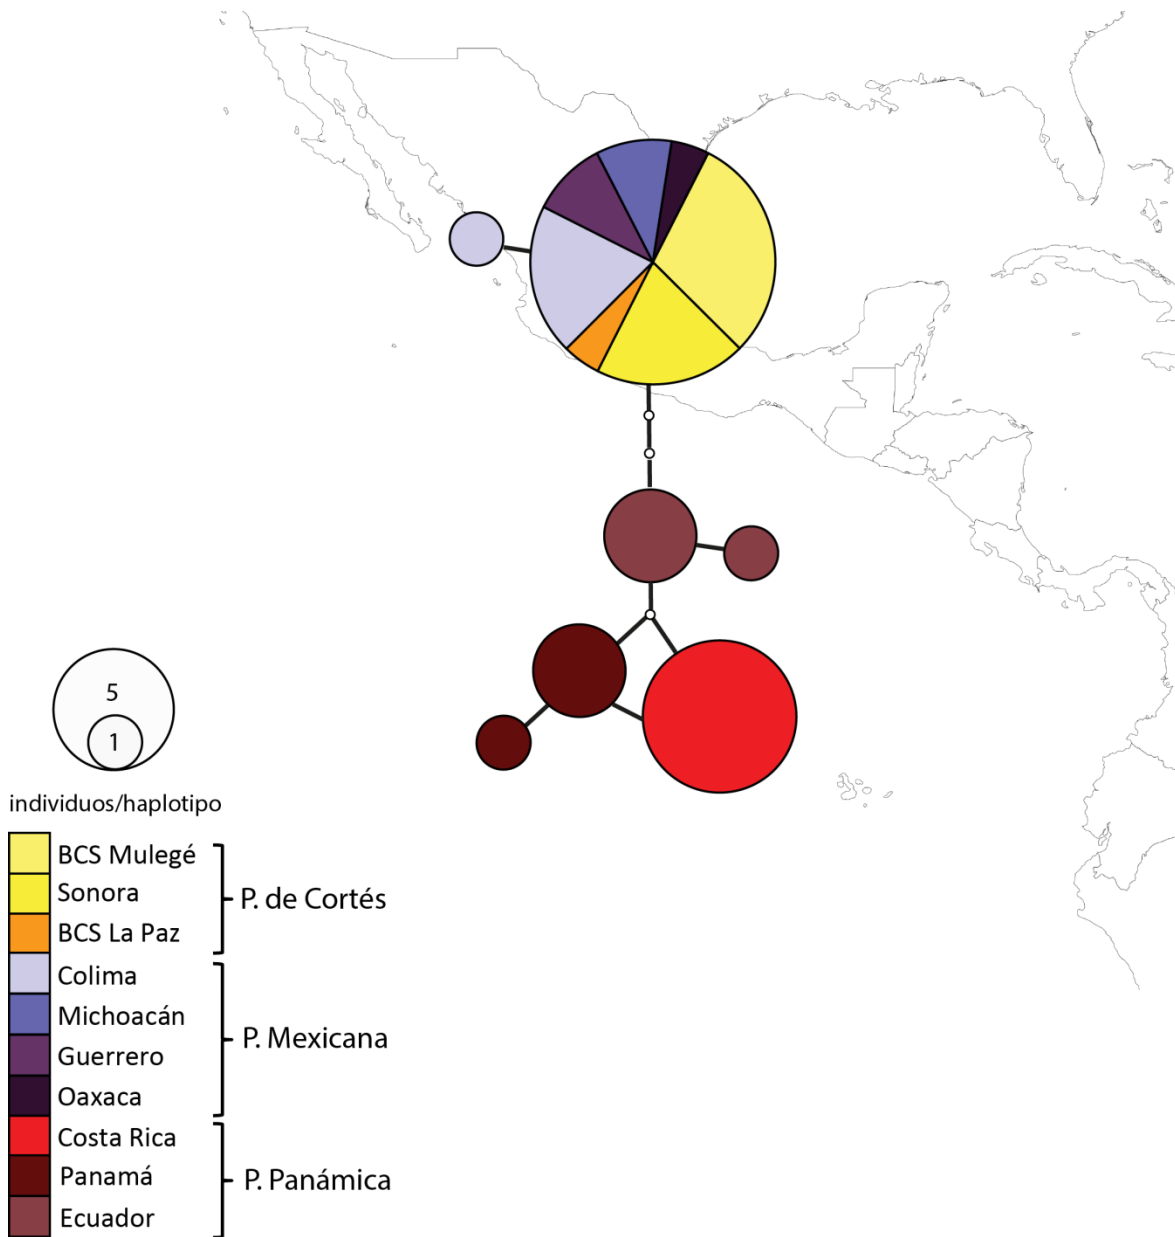 5
1
individuos/haplotipo
BCS Mulegé
Sonora
P. de Cortés
BCS La Paz
Colima
Michoacán
P. Mexicana
Guerrero
Oaxaca
Costa Rica
Panamá
P. Panámica
Ecuador